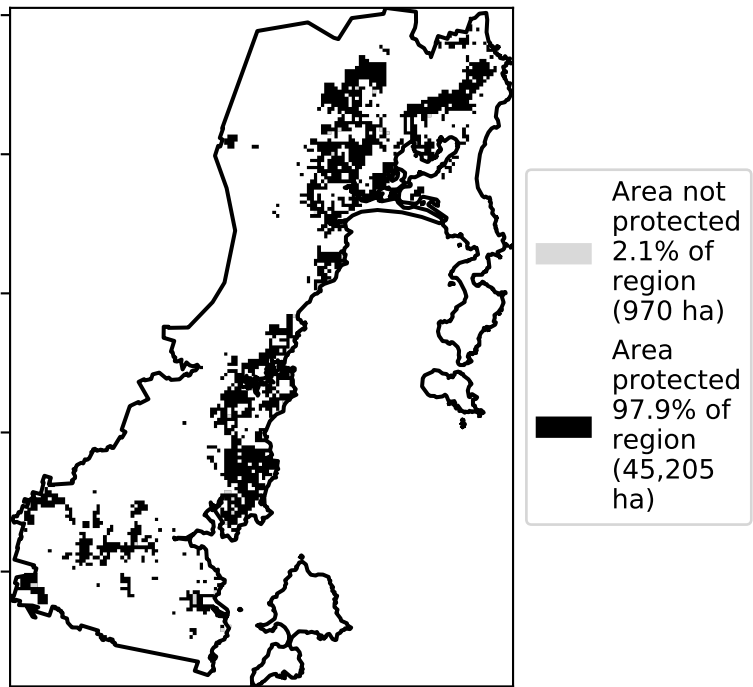 Area not
protected
2.1% of
region
(970 ha)
Area
protected
97.9% of
region
(45,205
ha)